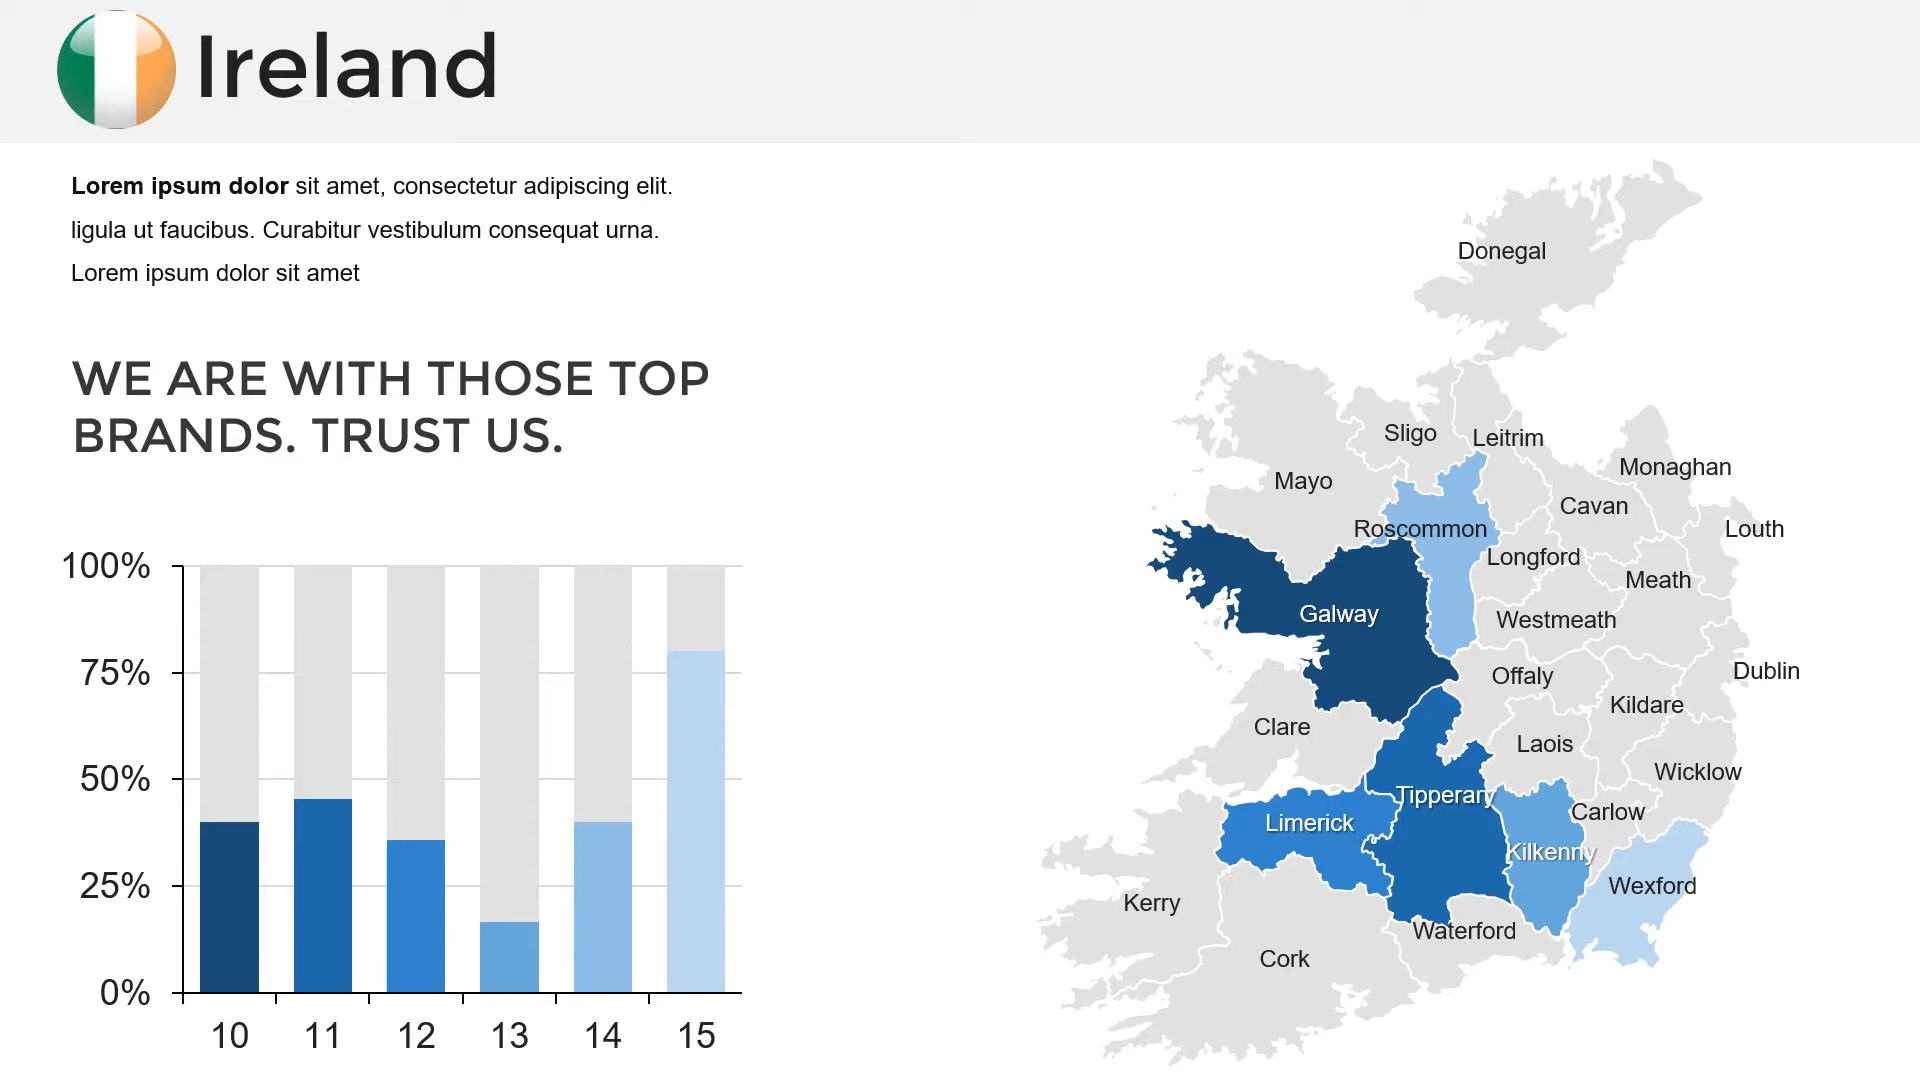 Ireland
Lorem ipsum dolor sit amet, consectetur adipiscing elit.
ligula ut faucibus. Curabitur vestibulum consequat urna.
Lorem ipsum dolor sit amet
WE ARE WITH THOSE TOP
BRANDS. TRUST US.
100%
75%
50%
25%
0%
10 11 12 13 14 15
Donegal
Sligo
Leitrim
Monaghan
Mayo
Cavan
Roscommon
Louth
Longford
Meath
Galway
Westmeath
Dublin
Offaly
Kildare
Clare
Laois
Wicklow
Tipperary
Carlow
Limerick
Kilkenny
Wexford
Kerry
Waterford
Cork